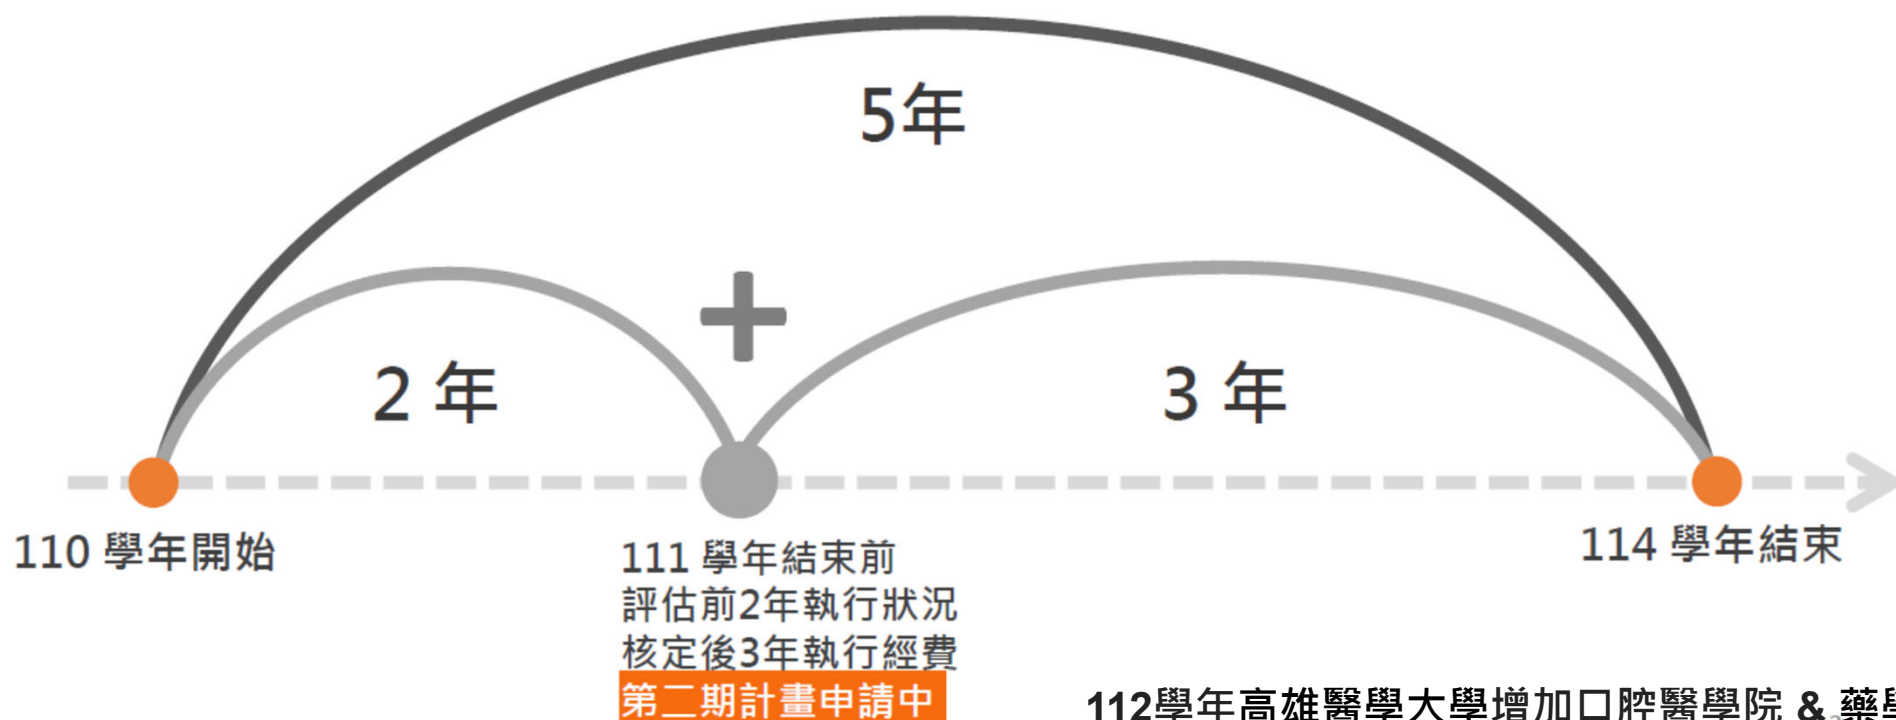 5年
+
2 年
3 年
110 學年開始
111 學年結束前
評估前2年執行狀況
核定後3年執行經費
第二期計畫申請中
114 學年結束
112學年高雄醫學大學增加口腔醫學院 & 藥學